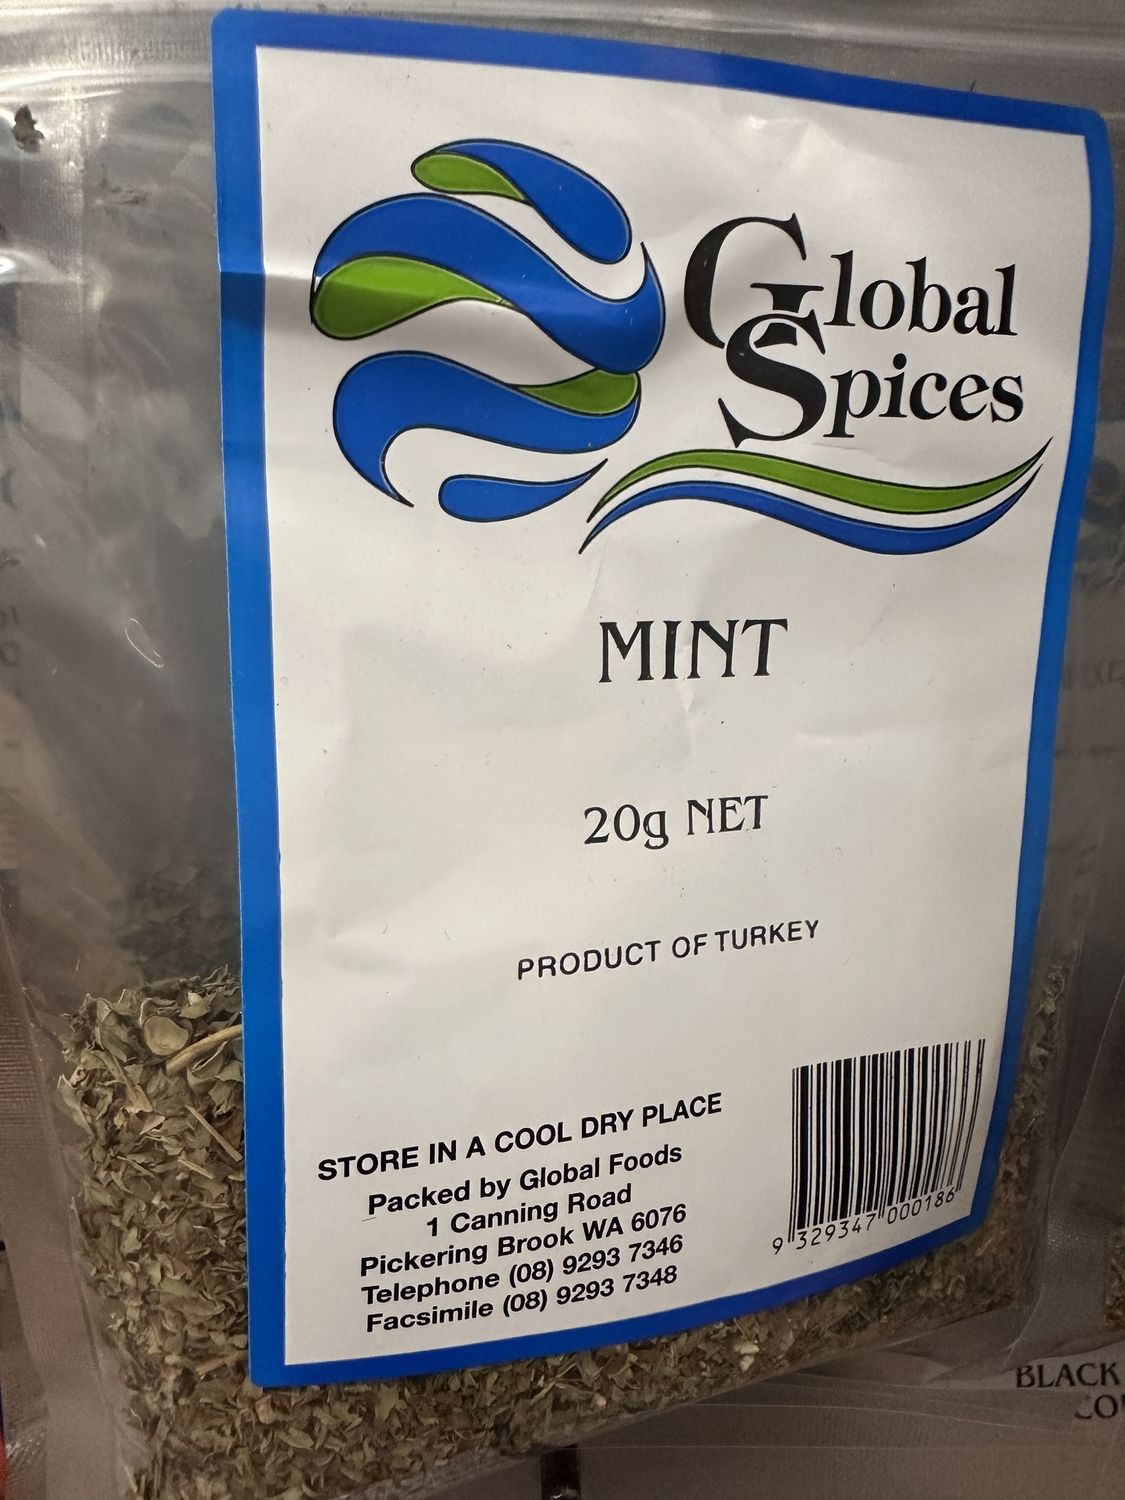 Global
Spices
MINT
20g NET
PRODUCT OF TURKEY
STORE IN A COOL DRY PLACE
Packed by Global Foods
1 Canning Road
Pickering Brook WA 6076
Telephone (08) 9293 7346
Facsimile (08) 9293 7348
9 329347 000186
BLACK